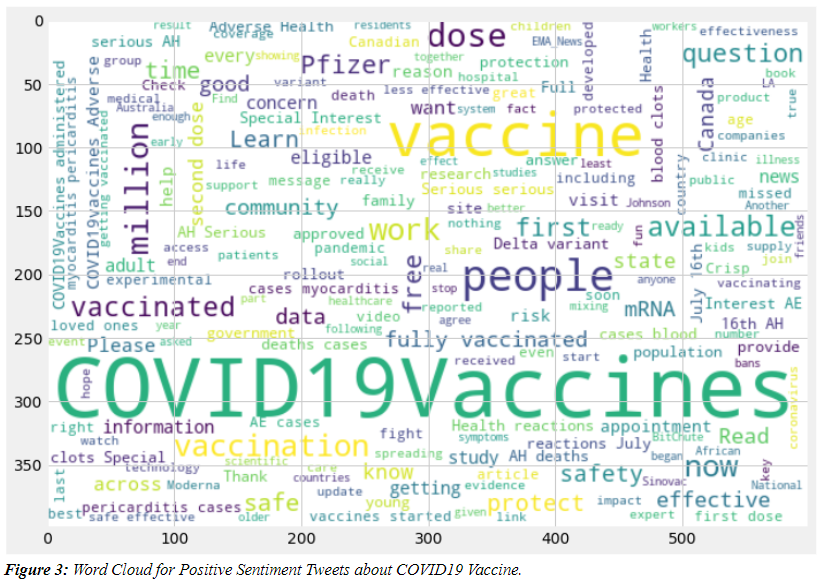 0
50
100
150
200
250
300
350
0 100 200 300 400 500
result Adverse Health residents children workers effectiveness
serious AH coverage Canadian dose EMA_News developed Health question
group every showing Pfizer together protection book
time reason hospital LA
Check good variant less effective great Full product true
medical Find concern death want system fact protected Canada
Australia Special Interest vaccine blood clots age
enough second dose infection companies
million Learn eligible effect answer least clinic illness
early life receive research studies including country public news
help support message really Serious serious missed
community family site better visit Johnson Another
AH Serious approved work nothing first ready fun available friends
access pandemic Delta variant kids supply
adult end patients social share state July 16th Crisp join
experimental rollout free real people anyone vaccinating
cases myocarditis stop soon mRNA Interest AE
vaccinated part healthcare reported risk mixing
loved ones year data video agree 16th AH
event Please asked government following fully vaccinated cases blood number
deaths cases even population provide
received start bans
hope COVID19Vaccines coronavirus
right information AE cases Health reactions appointment
watch vaccination fight symptoms reactions July BitChute Read
clots Special scientific spreading study AH deaths began African now
technology care know article safety key
last across Thank countries getting evidence Sinovac National
Moderna update young protect impact effective
pericarditis cases safe given
best safe effective older vaccines started link expert first dose
COVID19Vaccines administered
myocarditis pericarditis
COVID19vaccines Adverse
getting vaccinated
Figure 3: Word Cloud for Positive Sentiment Tweets about COVID19 Vaccine.